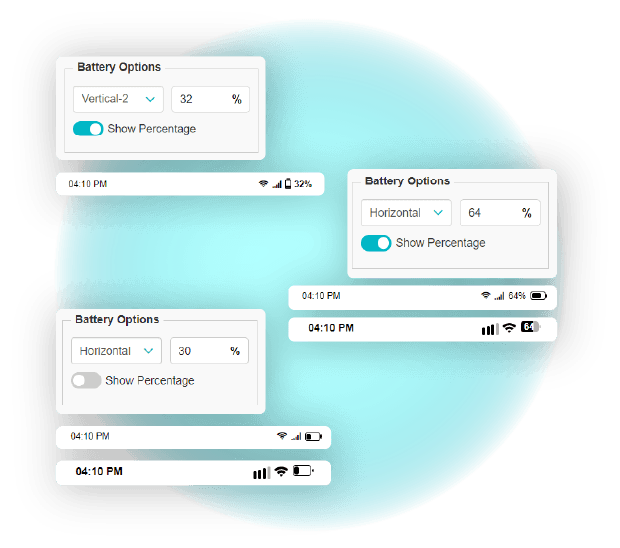 Battery Options
Vertical-2 32 %
Show Percentage
04:10 PM 32%
Battery Options
Horizontal 64 %
Show Percentage
04:10 PM 64%
04:10 PM 64
Battery Options
Horizontal 30 %
Show Percentage
04:10 PM
04:10 PM